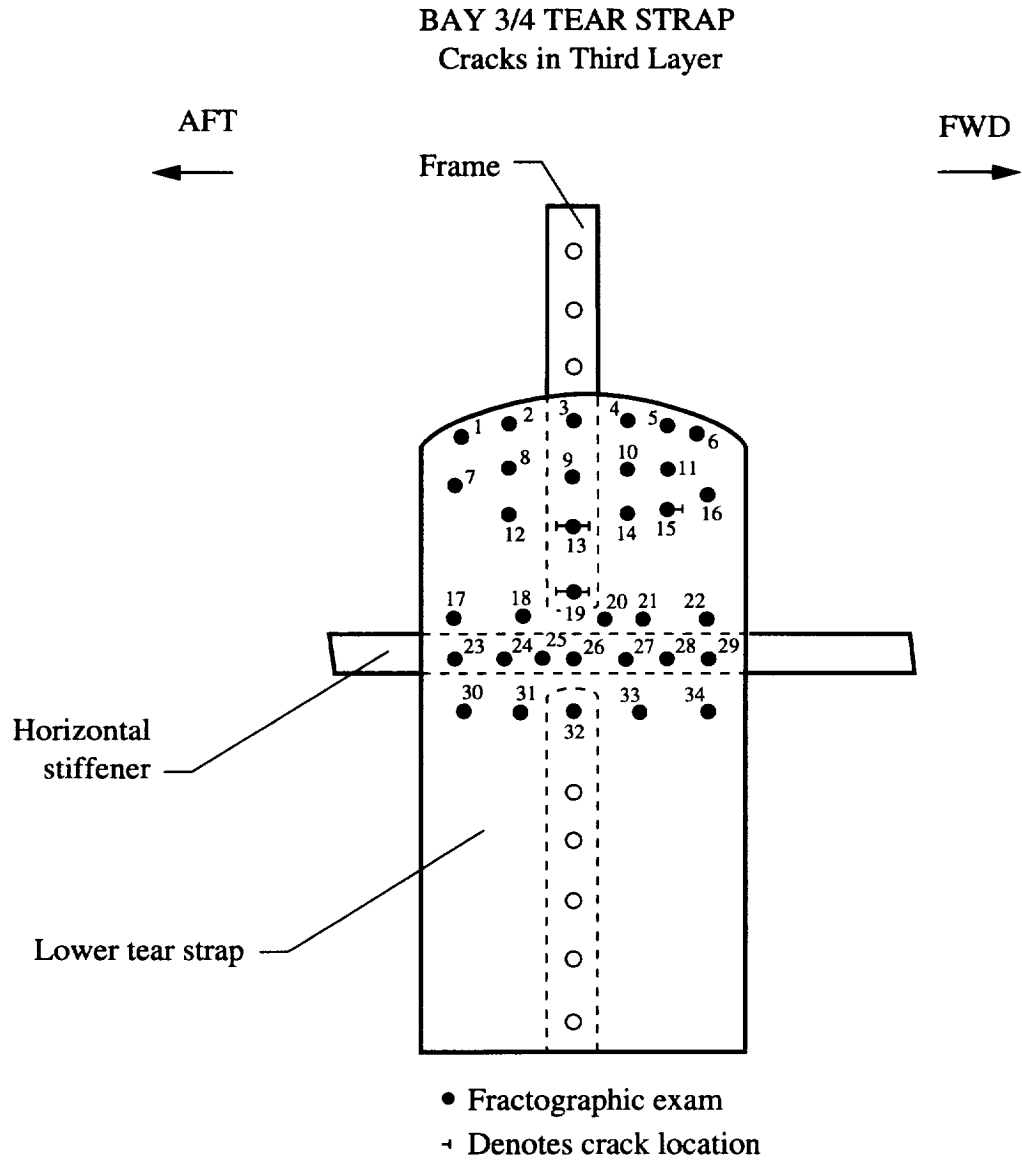 BAY 3/4 TEAR STRAP
Cracks in Third Layer
AFT
FWD
Frame
1 2 3 4 5 6
7 8 9 10 11
12 13 14 15 16
17 18 19 20 21 22
23 24 25 26 27 28 29
30 31 32 33 34
Horizontal
stiffener
Lower tear strap
Fractographic exam
Denotes crack location